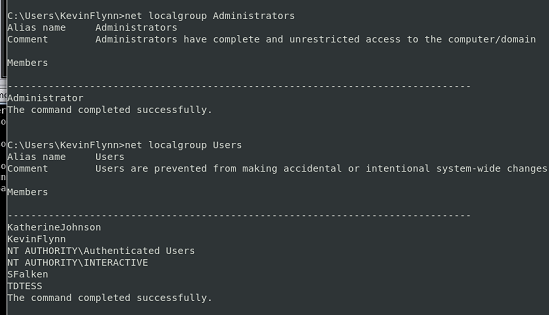 C:\Users\KevinFlynn>net localgroup Administrators
Alias name     Administrators
Comment        Administrators have complete and unrestricted access to the computer/domain
Members
-------------------------------------------------------------------------------
Administrator
The command completed successfully.
C:\Users\KevinFlynn>net localgroup Users
Alias name     Users
Comment        Users are prevented from making accidental or intentional system-wide changes
Members
-------------------------------------------------------------------------------
KatherineJohnson
KevinFlynn
NT AUTHORITY\Authenticated Users
NT AUTHORITY\INTERACTIVE
SFalken
TDTESS
The command completed successfully.